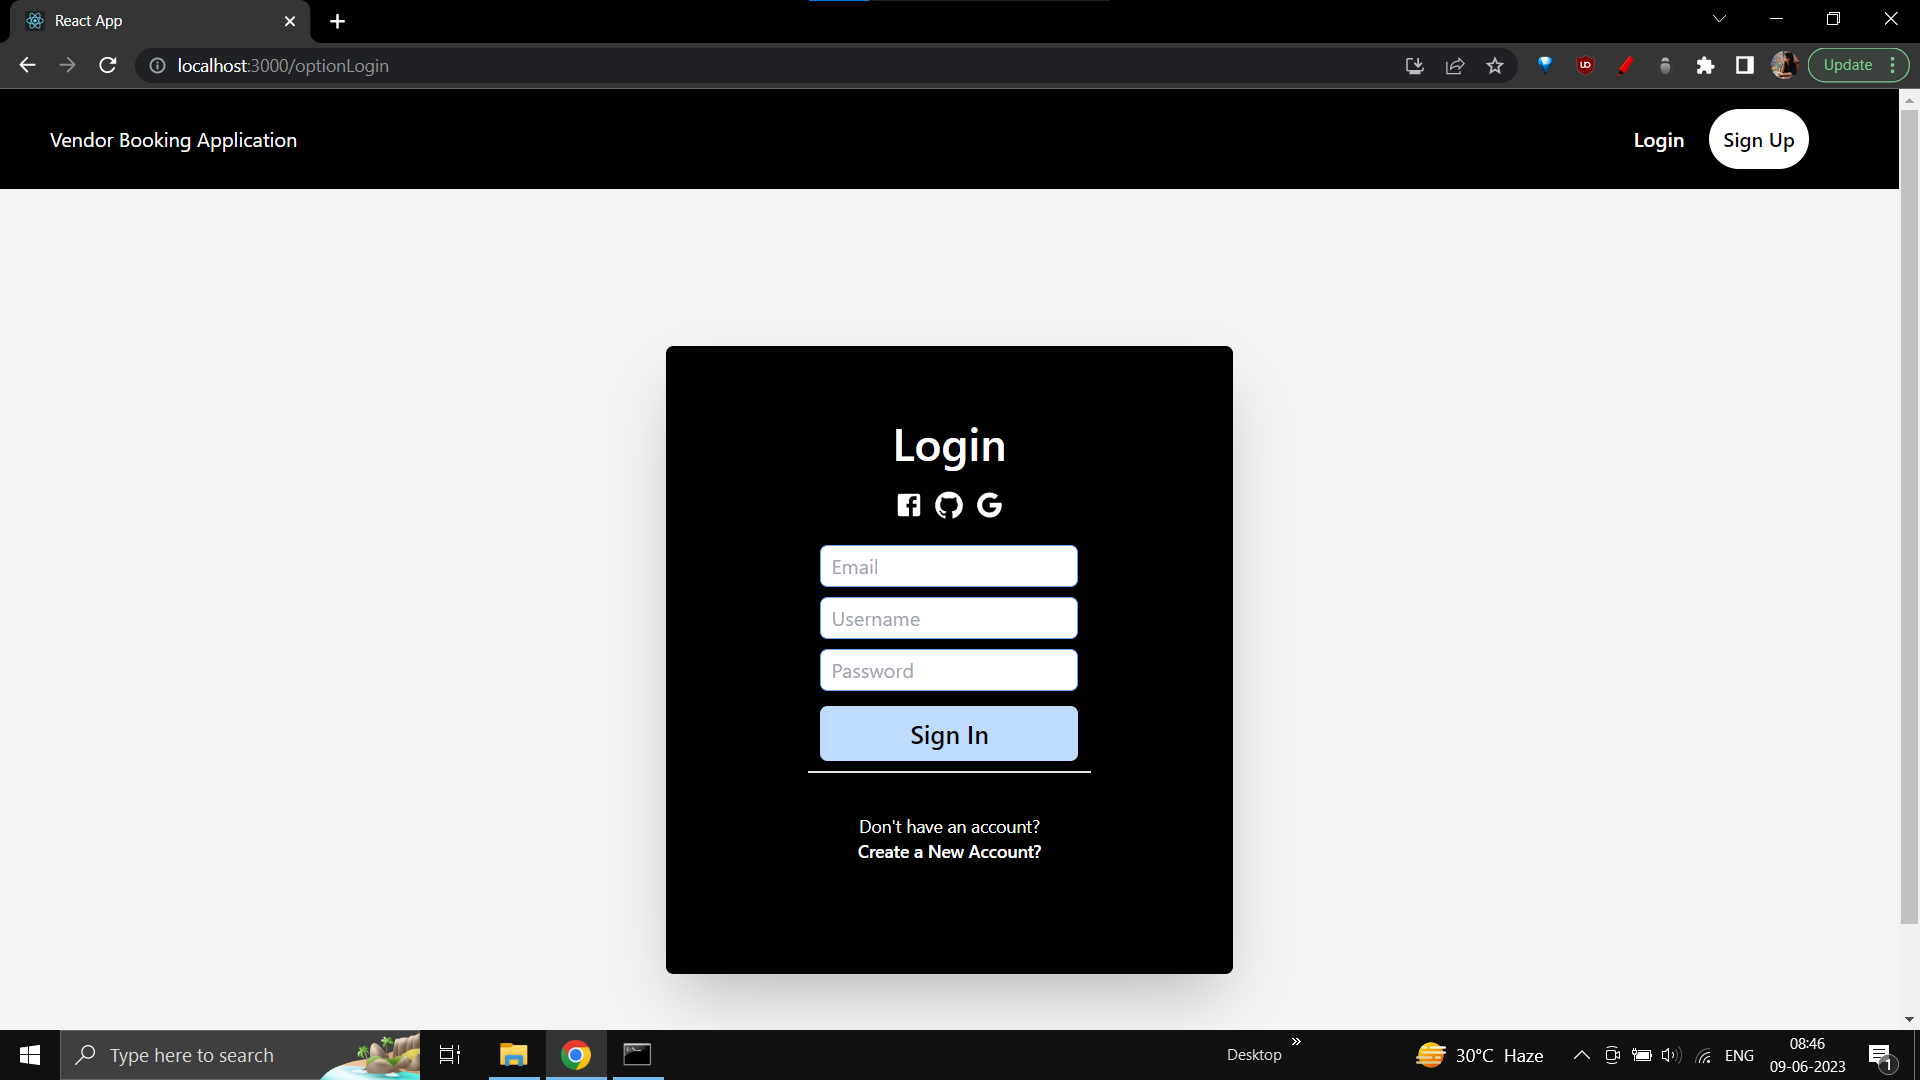 React App
localhost:3000/optionLogin
Update
Vendor Booking Application
Login
Sign Up
Login
Email
Username
Password
Sign In
Don't have an account?
Create a New Account?
Type here to search
Desktop
30°C Haze
ENG
08:46
09-06-2023
1